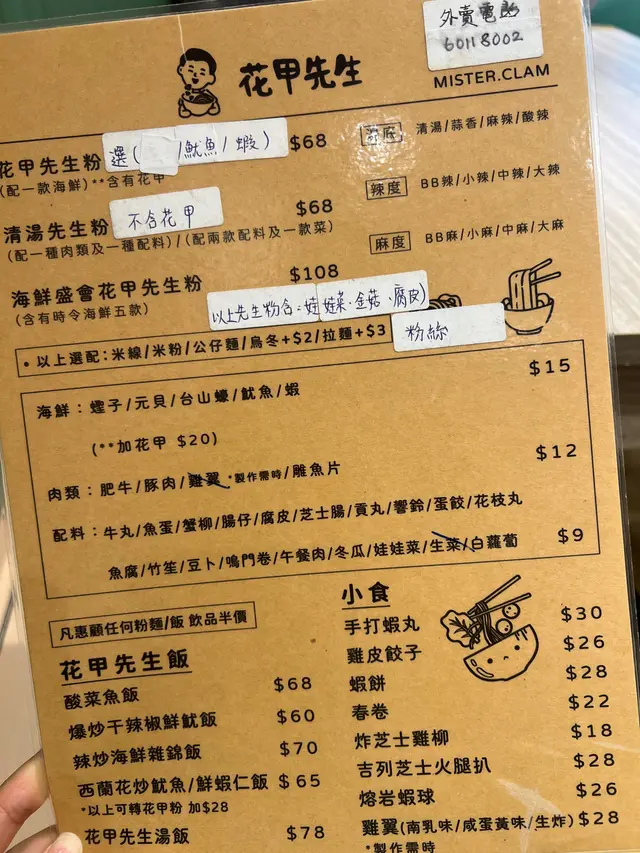 外賣電話
60118002
花甲先生
MISTER.CLAM
花甲先生粉 選( /魷魚/蝦) $68
(配一款海鮮)**含有花甲
湯底 清湯/蒜香/麻辣/酸辣
清湯先生粉 不含花甲 $68
(配一種肉類及一種配料)/(配兩款配料及一款菜)
辣度 BB辣/小辣/中辣/大辣
麻度 BB麻/小麻/中麻/大麻
海鮮盛會花甲先生粉 $108
(含有時令海鮮五款)
以上先生粉含:娃娃菜、金菇、腐皮)
• 以上選配:米線/米粉/公仔麵/烏冬+$2/拉麵+$3
粉絲
海鮮:蟶子/元貝/台山蠔/魷魚/蝦 $15
(**加花甲 $20)
肉類:肥牛/豚肉/雞翼*製作需時/雕魚片 $12
配料:牛丸/魚蛋/蟹柳/腸仔/腐皮/芝士腸/貢丸/響鈴/蛋餃/花枝丸
魚腐/竹笙/豆卜/鳴門卷/午餐肉/冬瓜/娃娃菜/生菜/白蘿蔔 $9
凡惠顧任何粉麵/飯 飲品半價
花甲先生飯
酸菜魚飯 $68
爆炒干辣椒鮮魷飯 $60
辣炒海鮮雜錦飯 $70
西蘭花炒魷魚/鮮蝦仁飯 $65
*以上可轉花甲粉 加$28
花甲先生湯飯 $78
小食
手打蝦丸 $30
雞皮餃子 $26
蝦餅 $28
春卷 $22
炸芝士雞柳 $18
吉列芝士火腿扒 $28
熔岩蝦球 $26
雞翼(南乳味/咸蛋黃味/生炸) $28
*製作需時